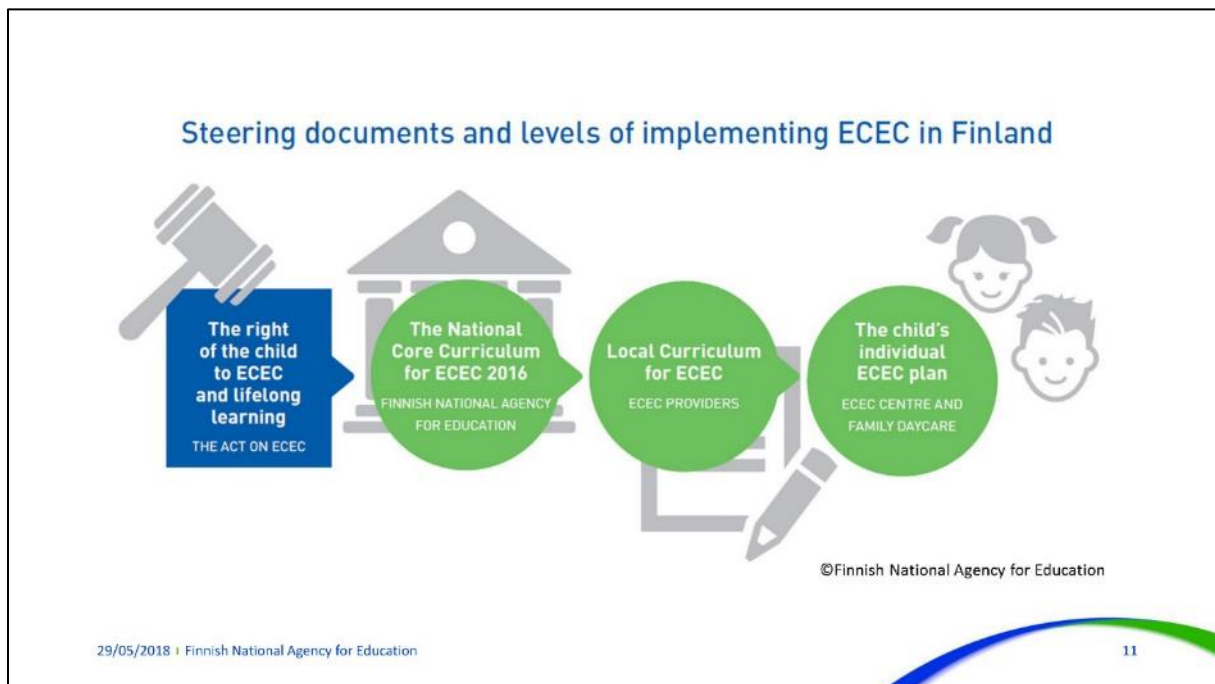 Steering documents and levels of implementing ECEC in Finland
The right
of the child
to ECEC
and lifelong
learning
THE ACT ON ECEC
The National
Core Curriculum
for ECEC 2016
FINNISH NATIONAL AGENCY
FOR EDUCATION
Local Curriculum
for ECEC
ECEC PROVIDERS
The child's
individual
ECEC plan
ECEC CENTRE AND
FAMILY DAYCARE
©Finnish National Agency for Education
29/05/2018 I Finnish National Agency for Education
11